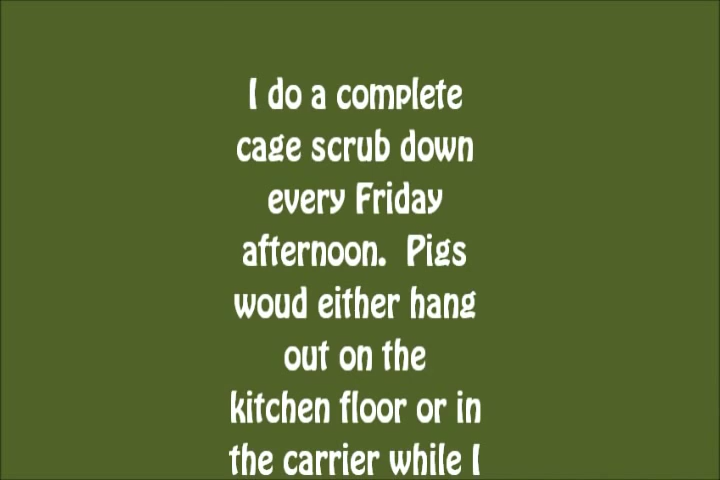 I do a complete
cage scrub down
every Friday
afternoon.  Pigs
woud either hang
out on the
kitchen floor or in
the carrier while I